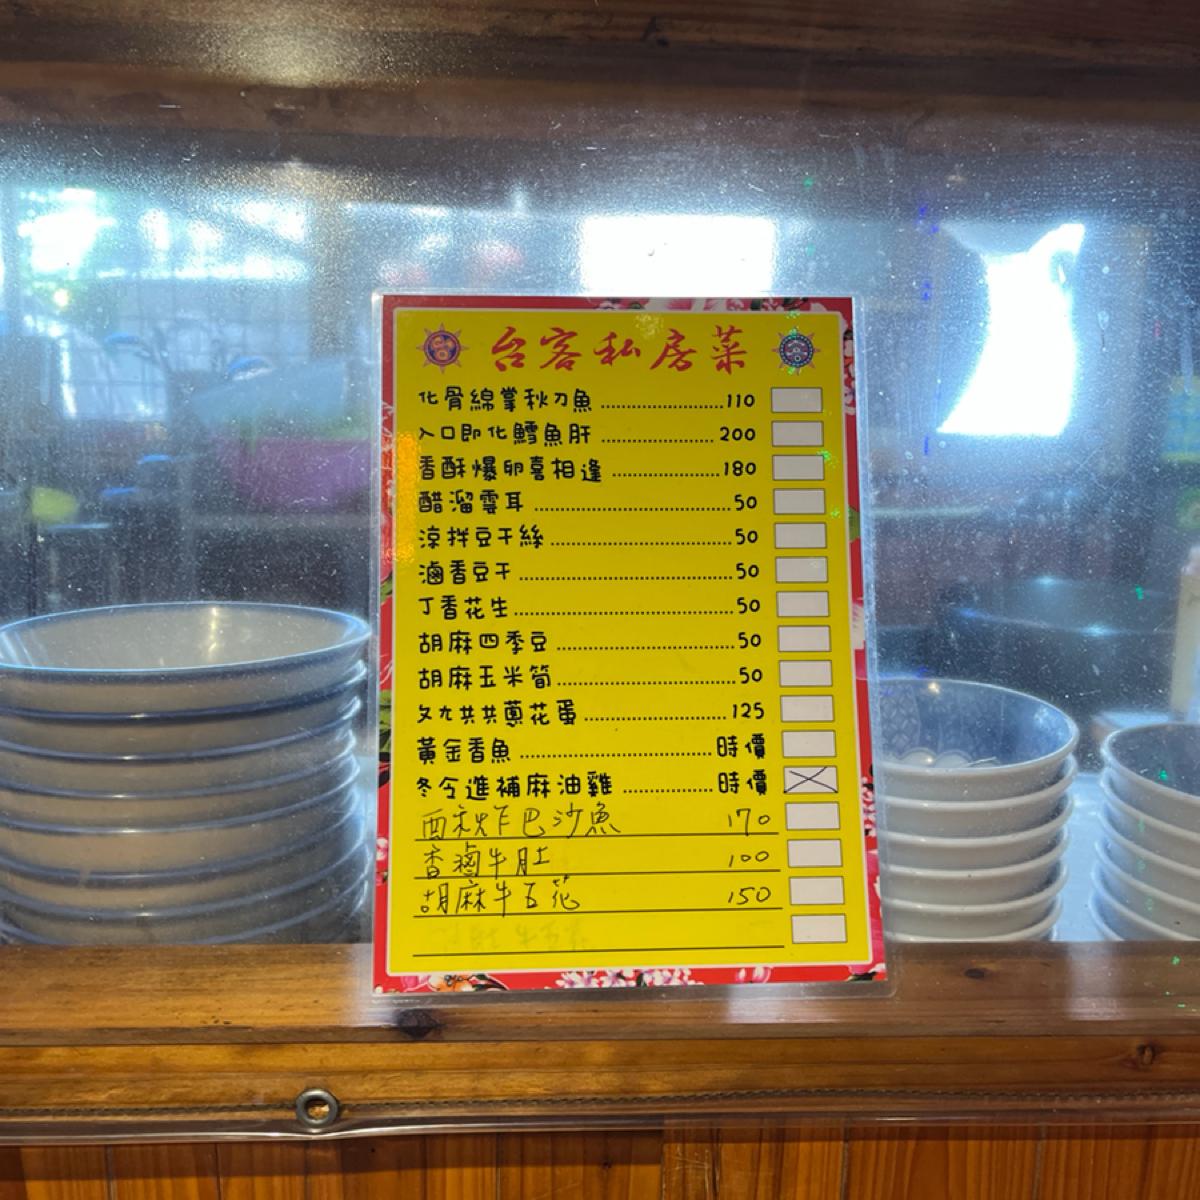 台客私房菜
化骨綿掌秋刀魚 110
入口即化鱈魚肝 200
香酥爆卵喜相逢 180
醋溜雲耳 50
涼拌豆干絲 50
滷香豆干 50
丁香花生 50
胡麻四季豆 50
胡麻玉米筍 50
ㄆㄤ共共蔥花蛋 125
黃金香魚 時價
冬令進補麻油雞 時價
酥炸巴沙魚 170
香滷牛肚 100
胡麻牛五花 150